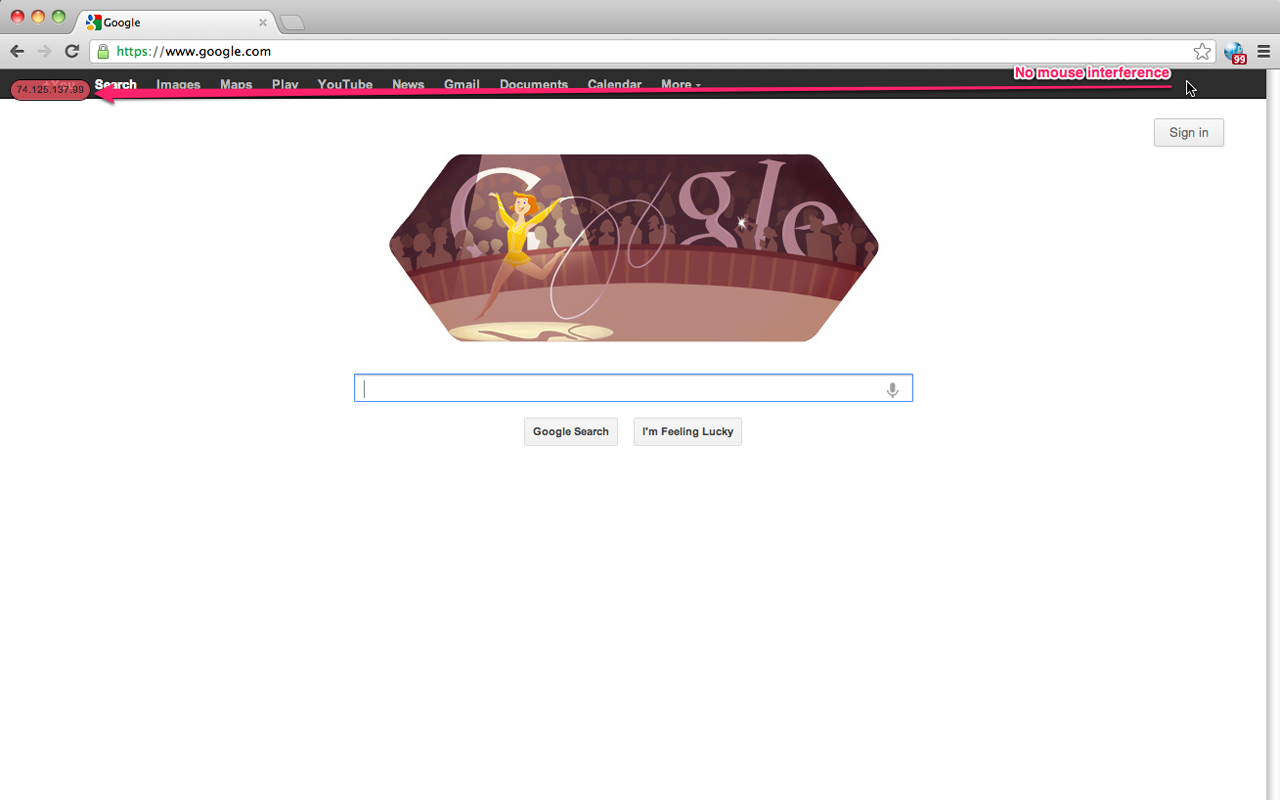 Google
https://www.google.com
99
No mouse interference
+You Search Images Maps Play YouTube News Gmail Documents Calendar More
74.125.137.99
Sign in
Google
Google Search I'm Feeling Lucky